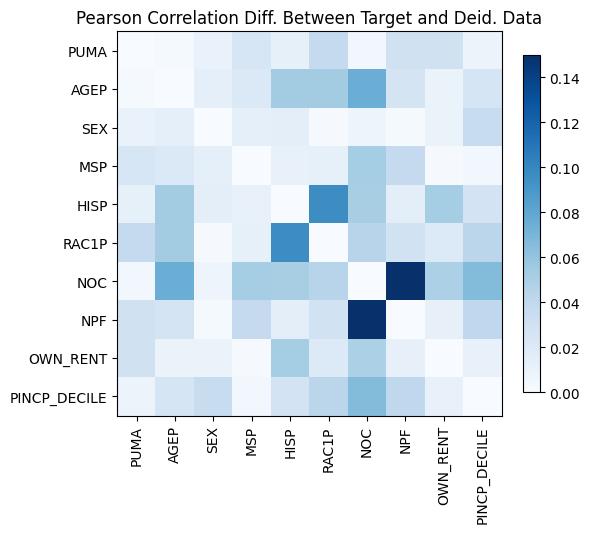 Pearson Correlation Diff. Between Target and Deid. Data
PUMA
AGEP
SEX
MSP
HISP
RAC1P
NOC
NPF
OWN_RENT
PINCP_DECILE
PUMA
AGEP
SEX
MSP
HISP
RAC1P
NOC
NPF
OWN_RENT
PINCP_DECILE
0.14
0.12
0.10
0.08
0.06
0.04
0.02
0.00